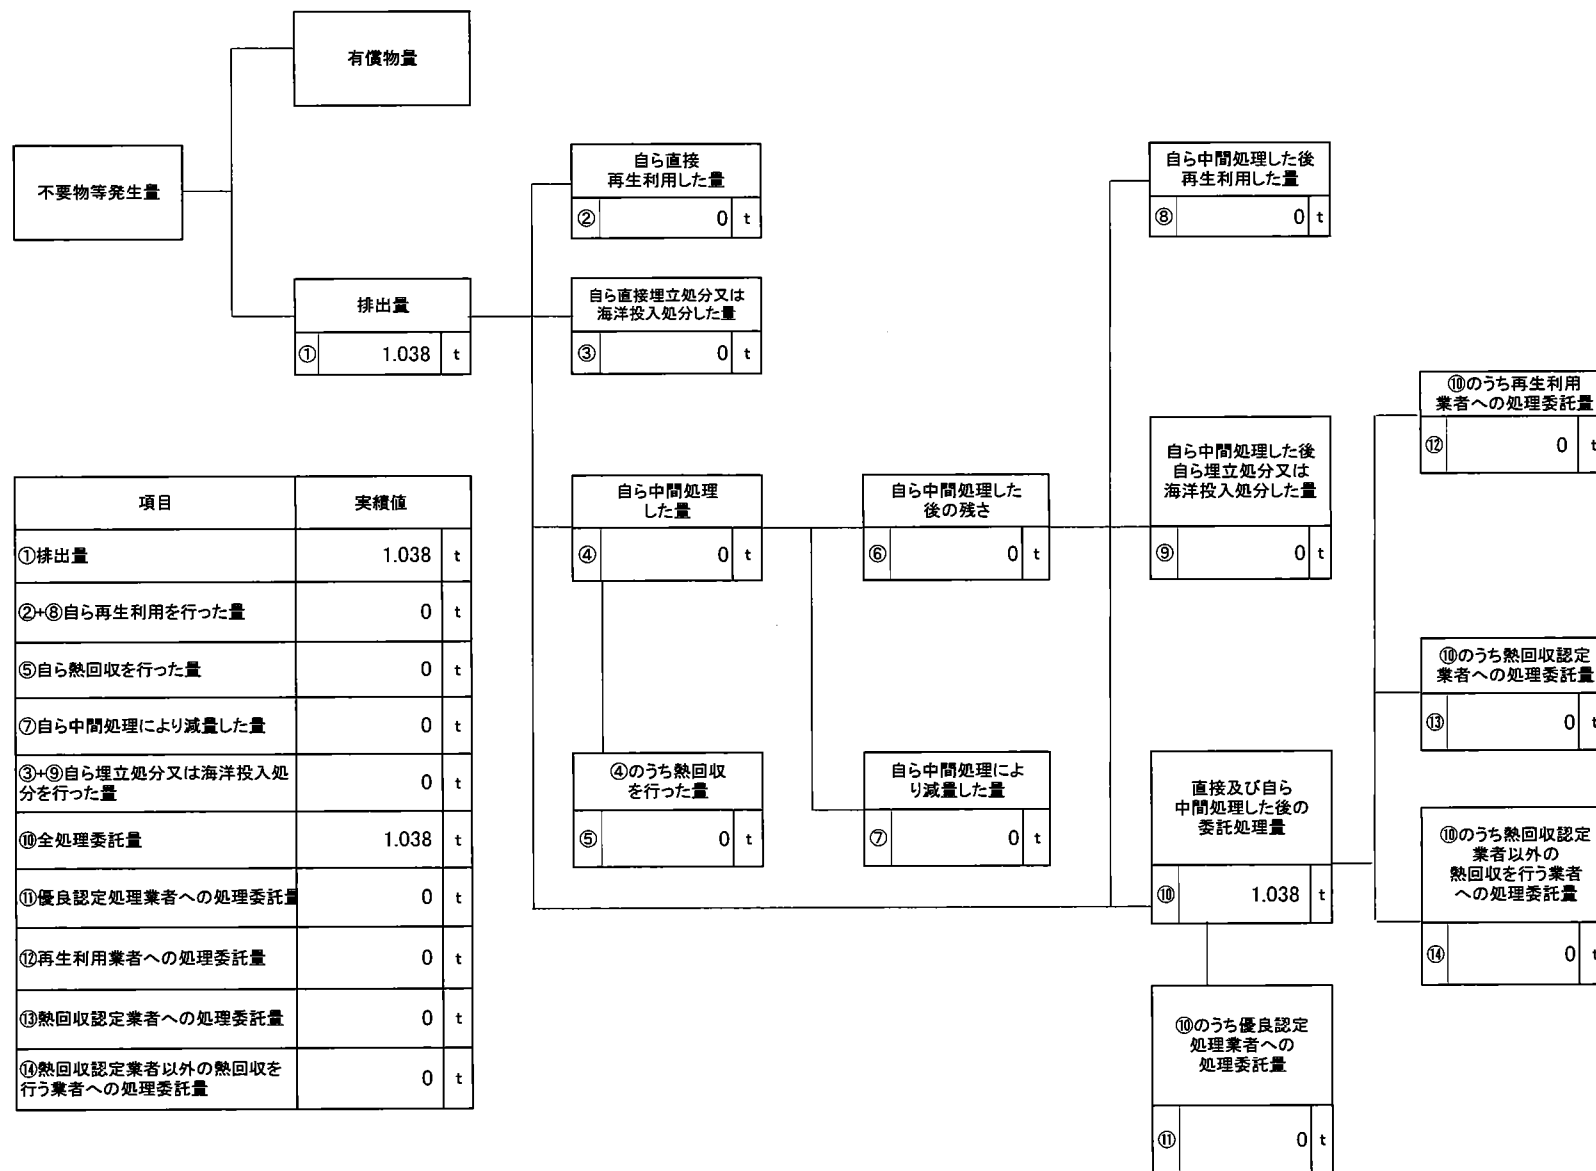 有償物量
不要物等発生量
排出量
① 1.038 t
自ら直接
再生利用した量
② 0 t
自ら直接埋立処分又は
海洋投入処分した量
③ 0 t
自ら中間処理
した量
④ 0 t
④のうち熱回収
を行った量
⑤ 0 t
自ら中間処理した
後の残さ
⑥ 0 t
自ら中間処理によ
り減量した量
⑦ 0 t
自ら中間処理した後
再生利用した量
⑧ 0 t
自ら中間処理した後
自ら埋立処分又は
海洋投入処分した量
⑨ 0 t
直接及び自ら
中間処理した後の
委託処理量
⑩ 1.038 t
⑩のうち優良認定
処理業者への
処理委託量
⑪ 0 t
⑩のうち再生利用
業者への処理委託量
⑫ 0 t
⑩のうち熱回収認定
業者への処理委託量
⑬ 0 t
⑩のうち熱回収認定
業者以外の
熱回収を行う業者
への処理委託量
⑭ 0 t
項目 実績値
①排出量 1.038 t
②+⑧自ら再生利用を行った量 0 t
⑤自ら熱回収を行った量 0 t
⑦自ら中間処理により減量した量 0 t
③+⑨自ら埋立処分又は海洋投入処
分を行った量 0 t
⑩全処理委託量 1.038 t
⑪優良認定処理業者への処理委託量 0 t
⑫再生利用業者への処理委託量 0 t
⑬熱回収認定業者への処理委託量 0 t
⑭熱回収認定業者以外の熱回収を
行う業者への処理委託量 0 t